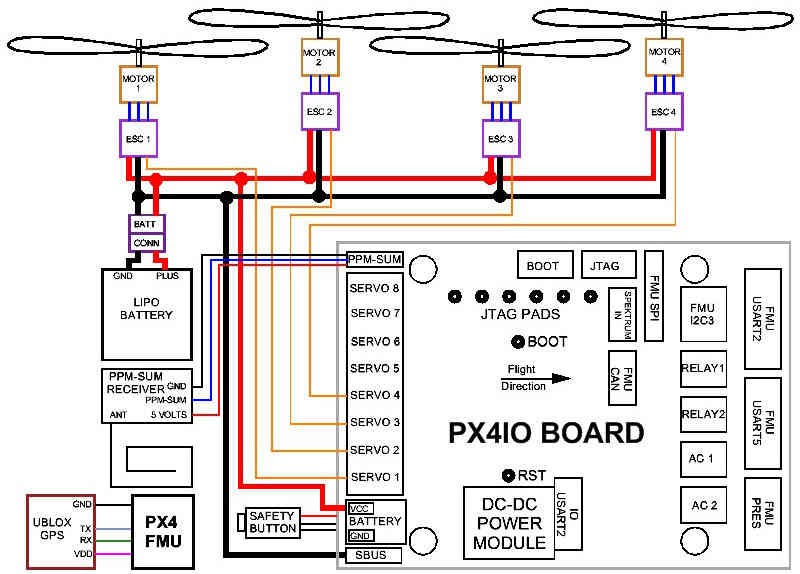 MOTOR
1
MOTOR
2
MOTOR
3
MOTOR
4
ESC 1
ESC 2
ESC 3
ESC 4
BATT
CONN
GND
PLUS
LIPO
BATTERY
PPM-SUM
RECEIVER
GND
PPM-SUM
ANT
5 VOLTS
UBLOX
GPS
GND
TX
RX
VDD
PX4
FMU
SAFETY
BUTTON
PPM-SUM
SERVO 8
SERVO 7
SERVO 6
SERVO 5
SERVO 4
SERVO 3
SERVO 2
SERVO 1
VCC
BATTERY
GND
SBUS
BOOT
JTAG
FMU SPI
JTAG PADS
SPEKTRUM
IN
BOOT
Flight
Direction
FMU
CAN
PX4IO BOARD
RST
DC-DC
POWER
MODULE
IO
USART2
FMU
I2C3
RELAY1
RELAY2
AC 1
AC 2
FMU
USART2
FMU
USART5
FMU
PRES